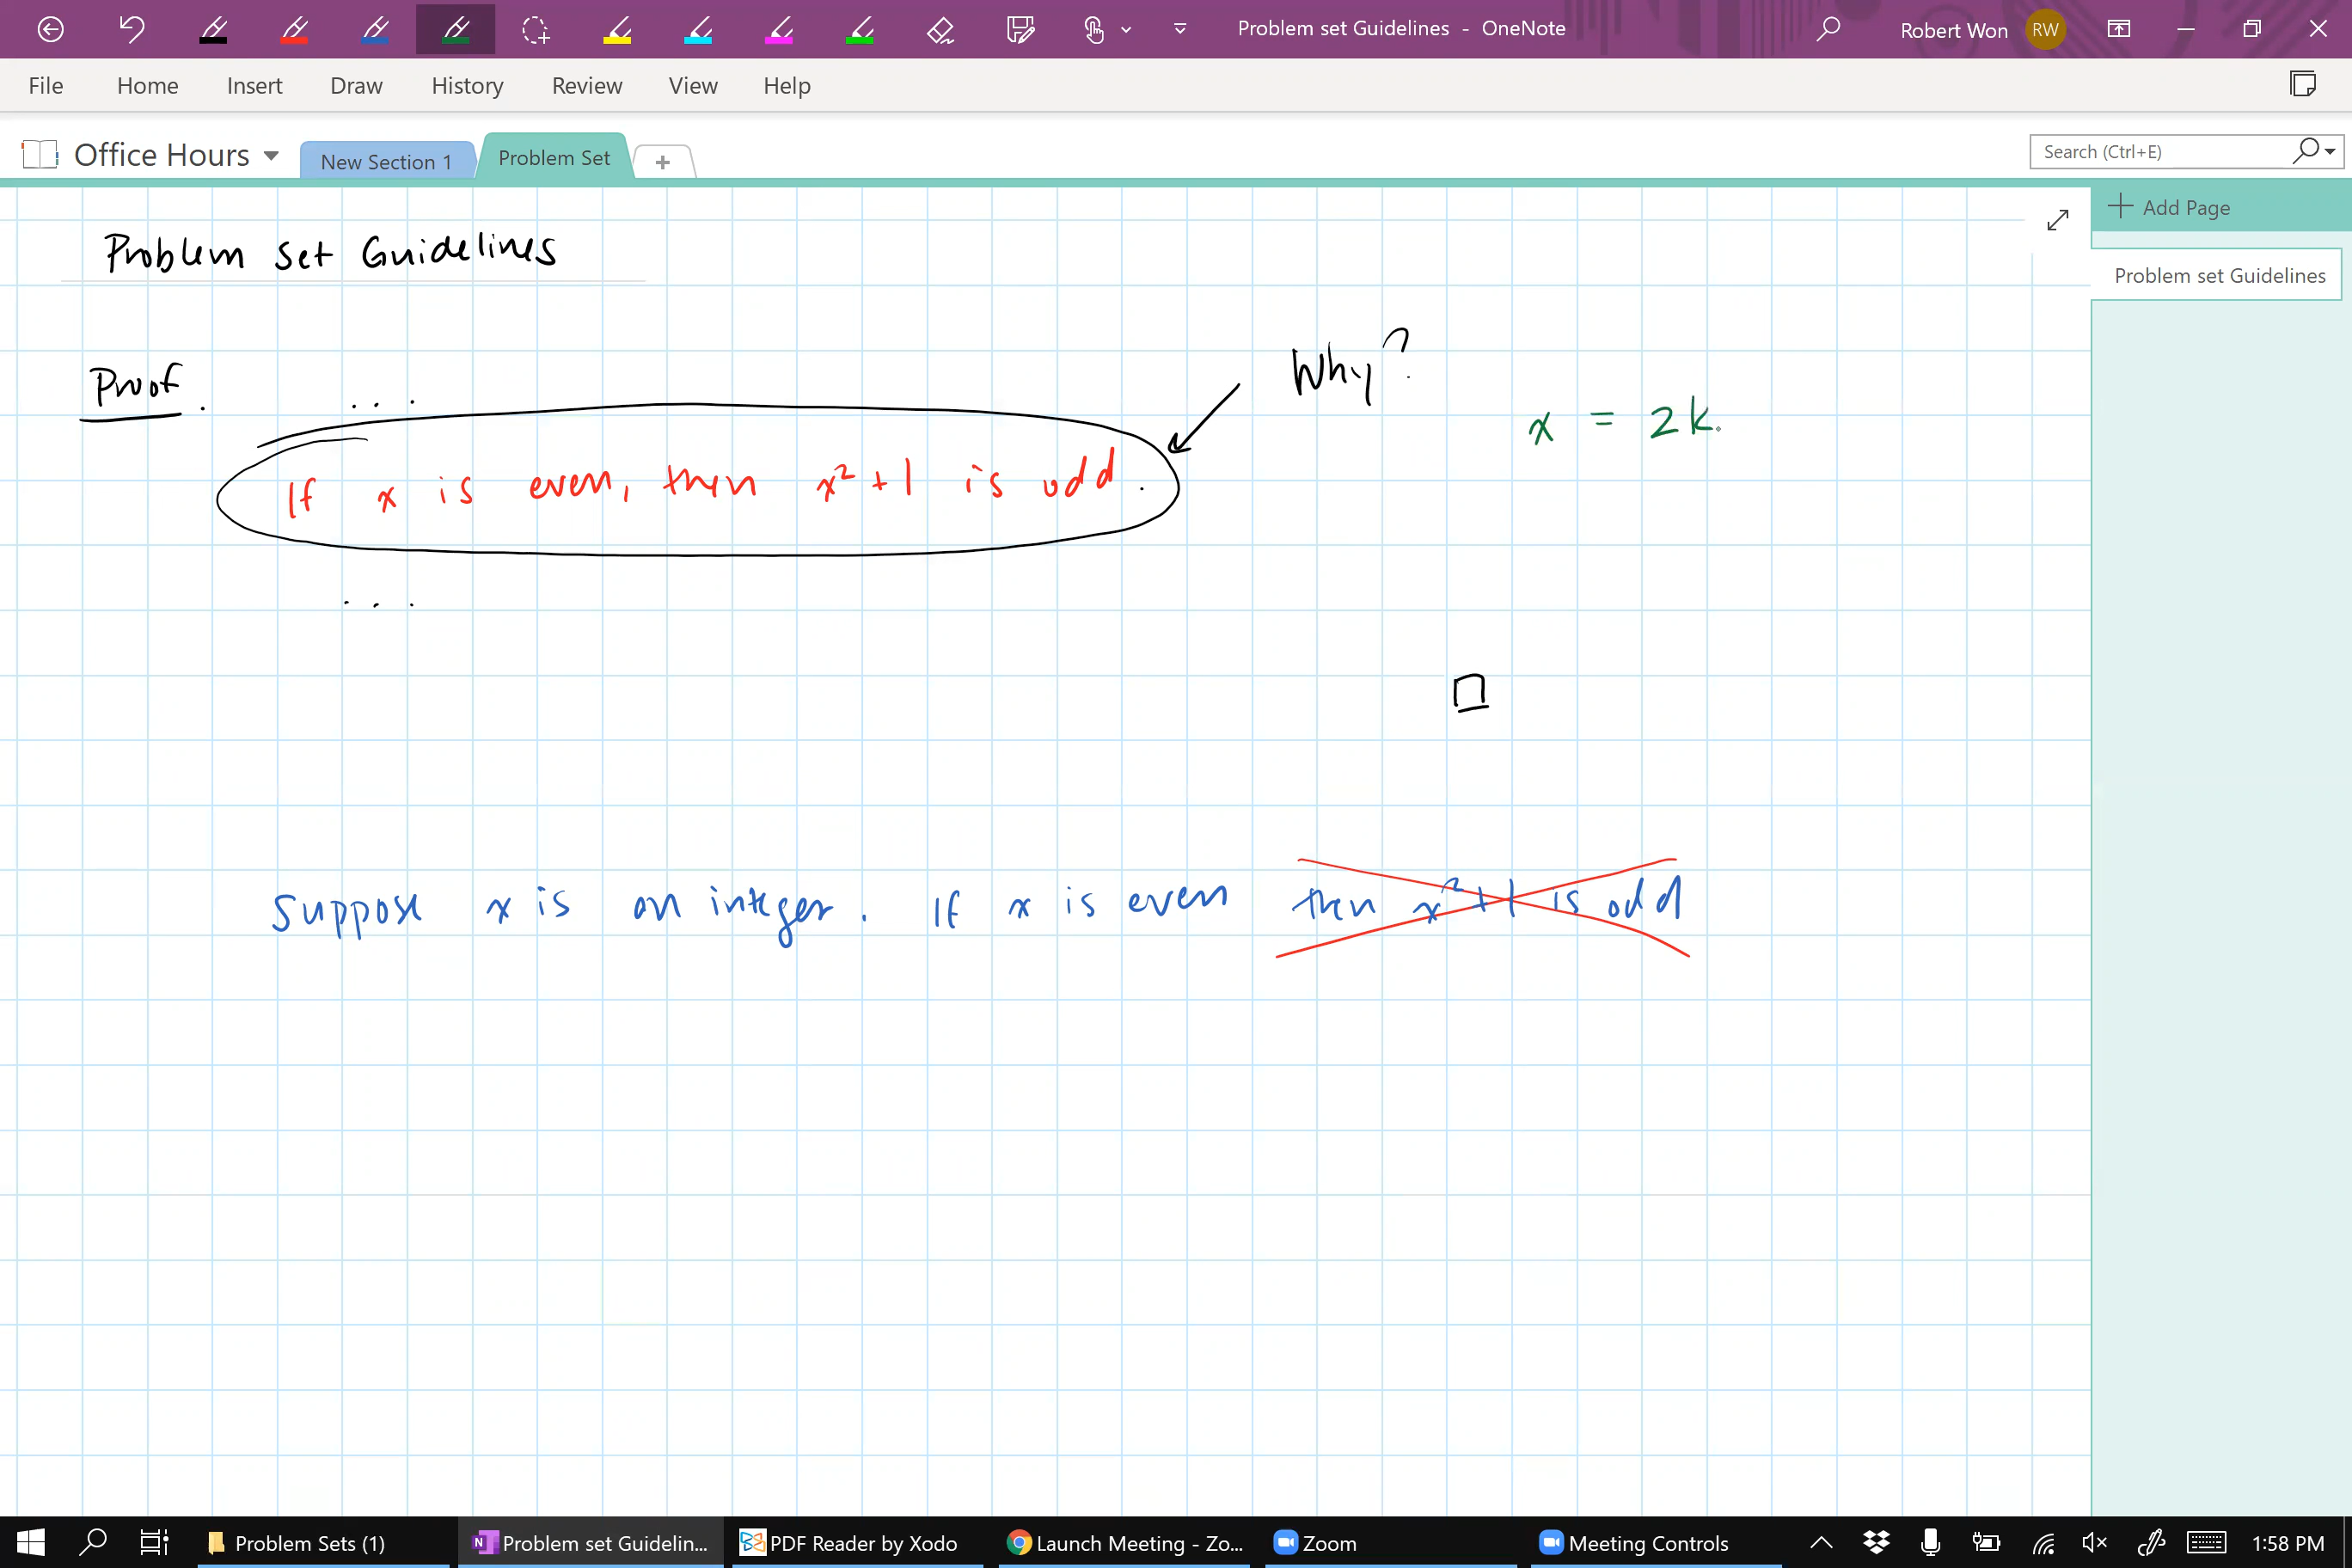 Problem set Guidelines - OneNote
Robert Won RW
File Home Insert Draw History Review View Help
Office Hours New Section 1 Problem Set +
Search (Ctrl+E)
Add Page
Problem set Guidelines
Problem set Guidelines
Why?
Proof. ...
x = 2k.
If x is even, then x²+1 is odd.
...
□
Suppose x is an integer. If x is even then x²+1 is odd
Problem Sets (1) Problem set Guidelin... PDF Reader by Xodo Launch Meeting - Zo... Zoom Meeting Controls 1:58 PM